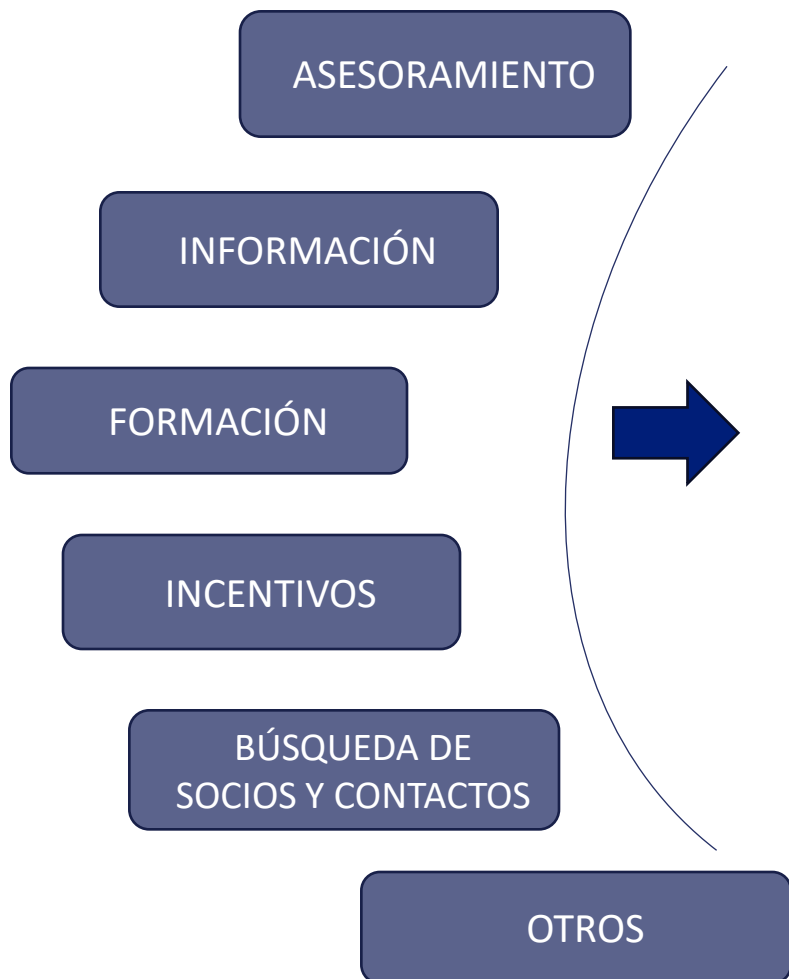 ASESORAMIENTO
INFORMACIÓN
FORMACIÓN
INCENTIVOS
BÚSQUEDA DE
SOCIOS Y CONTACTOS
OTROS